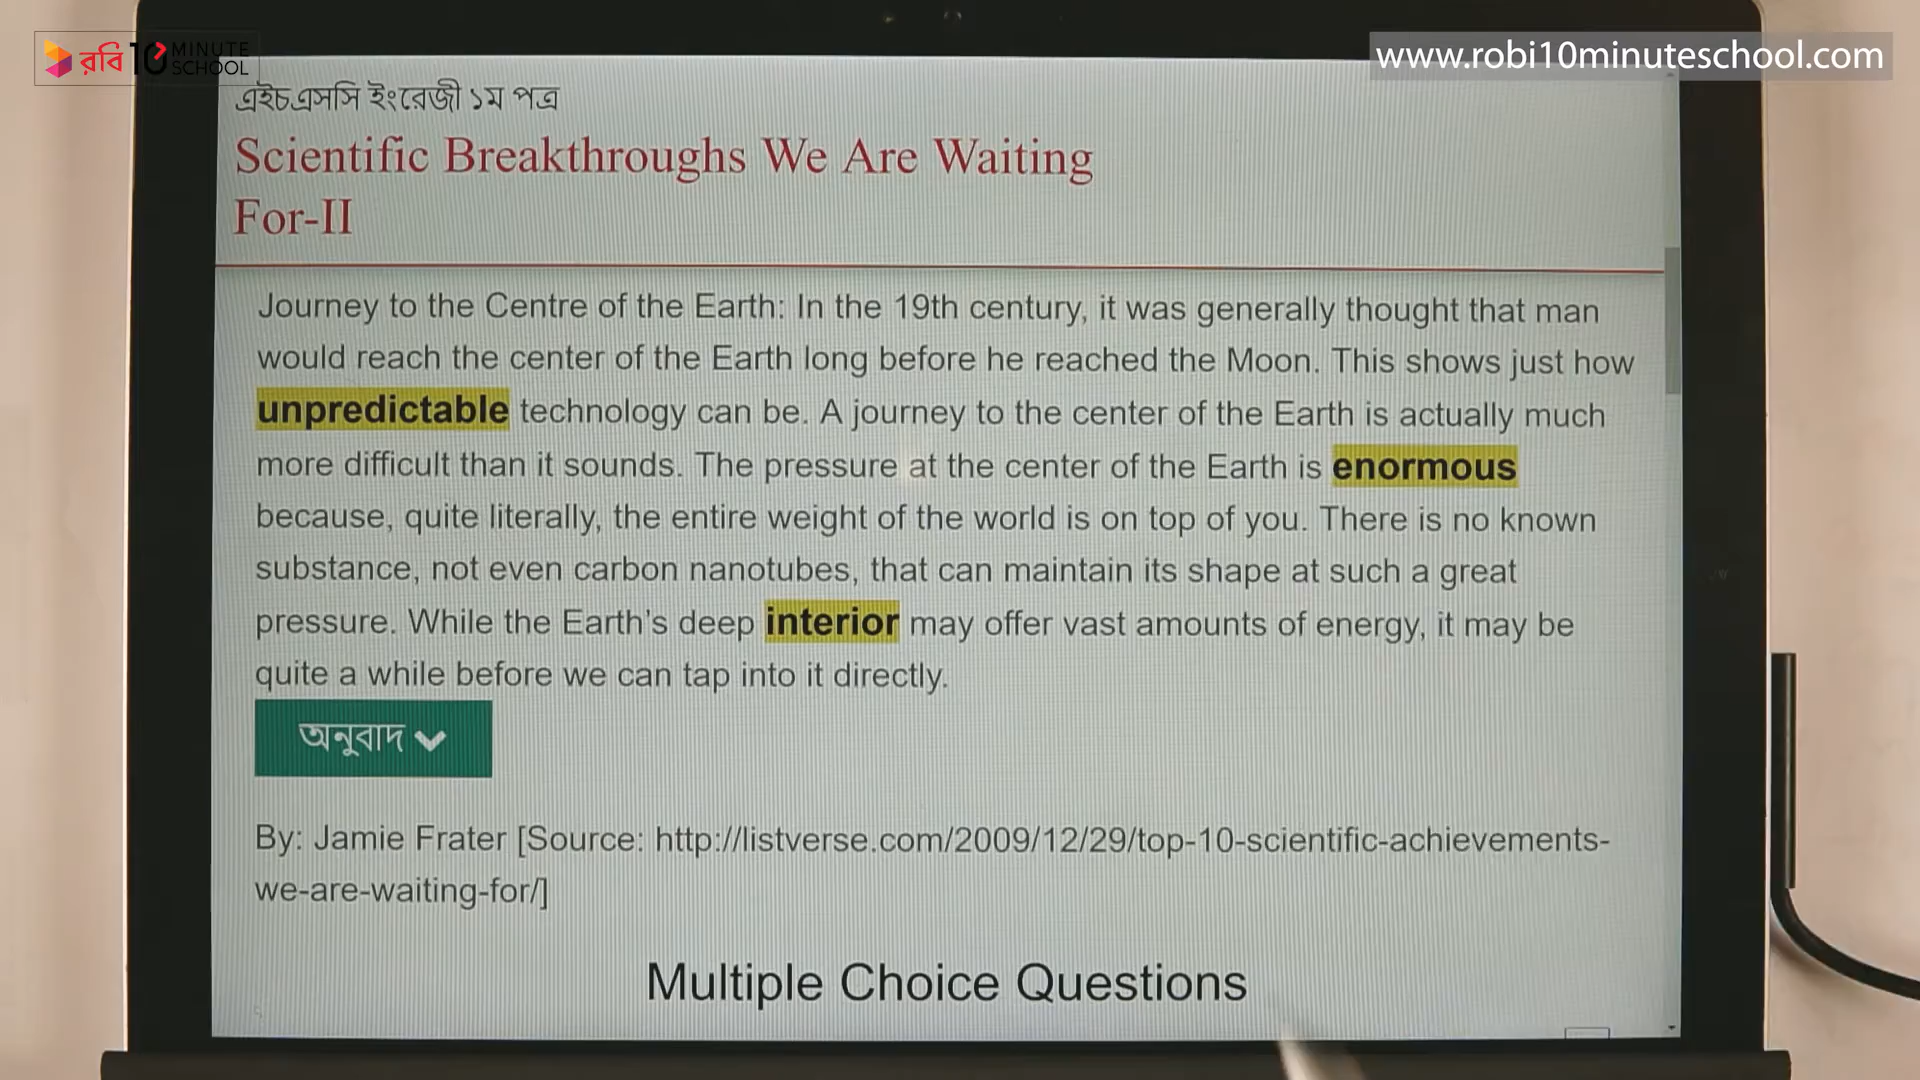 রবি 10 MINUTE SCHOOL
www.robi10minuteschool.com
এইচএসসি ইংরেজী ১ম পত্র
Scientific Breakthroughs We Are Waiting
For-II
Journey to the Centre of the Earth: In the 19th century, it was generally thought that man
would reach the center of the Earth long before he reached the Moon. This shows just how
unpredictable technology can be. A journey to the center of the Earth is actually much
more difficult than it sounds. The pressure at the center of the Earth is enormous
because, quite literally, the entire weight of the world is on top of you. There is no known
substance, not even carbon nanotubes, that can maintain its shape at such a great
pressure. While the Earth's deep interior may offer vast amounts of energy, it may be
quite a while before we can tap into it directly.
অনুবাদ
By: Jamie Frater [Source: http://listverse.com/2009/12/29/top-10-scientific-achievements-
we-are-waiting-for/]
Multiple Choice Questions